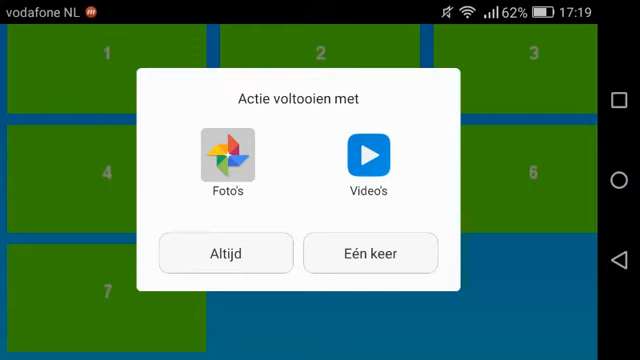 vodafone NL 62% 17:19
1 2 3
Actie voltooien met
Foto's Video's
4 6
Altijd Eén keer
7